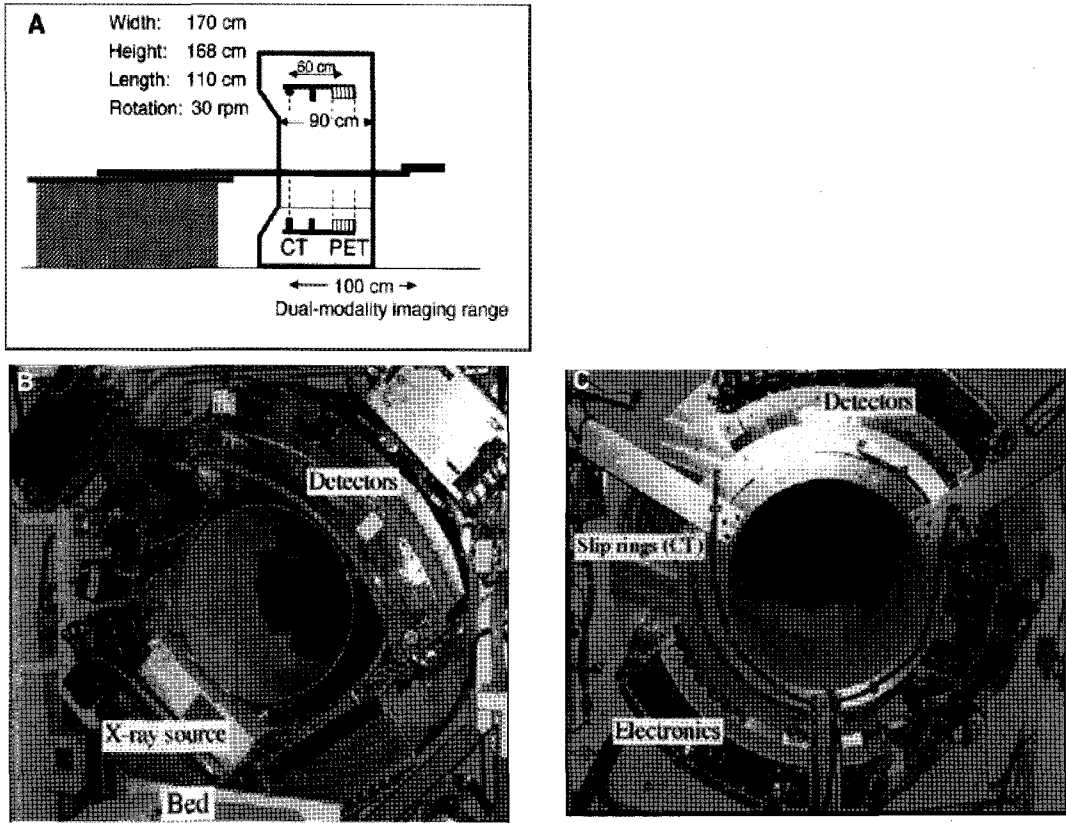 A
Width: 170 cm
Height: 168 cm
Length: 110 cm
Rotation: 30 rpm
60 cm
90 cm
CT PET
100 cm
Dual-modality imaging range
B
Detectors
X-ray source
Bed
C
Detectors
Slip rings (CT)
Electronics